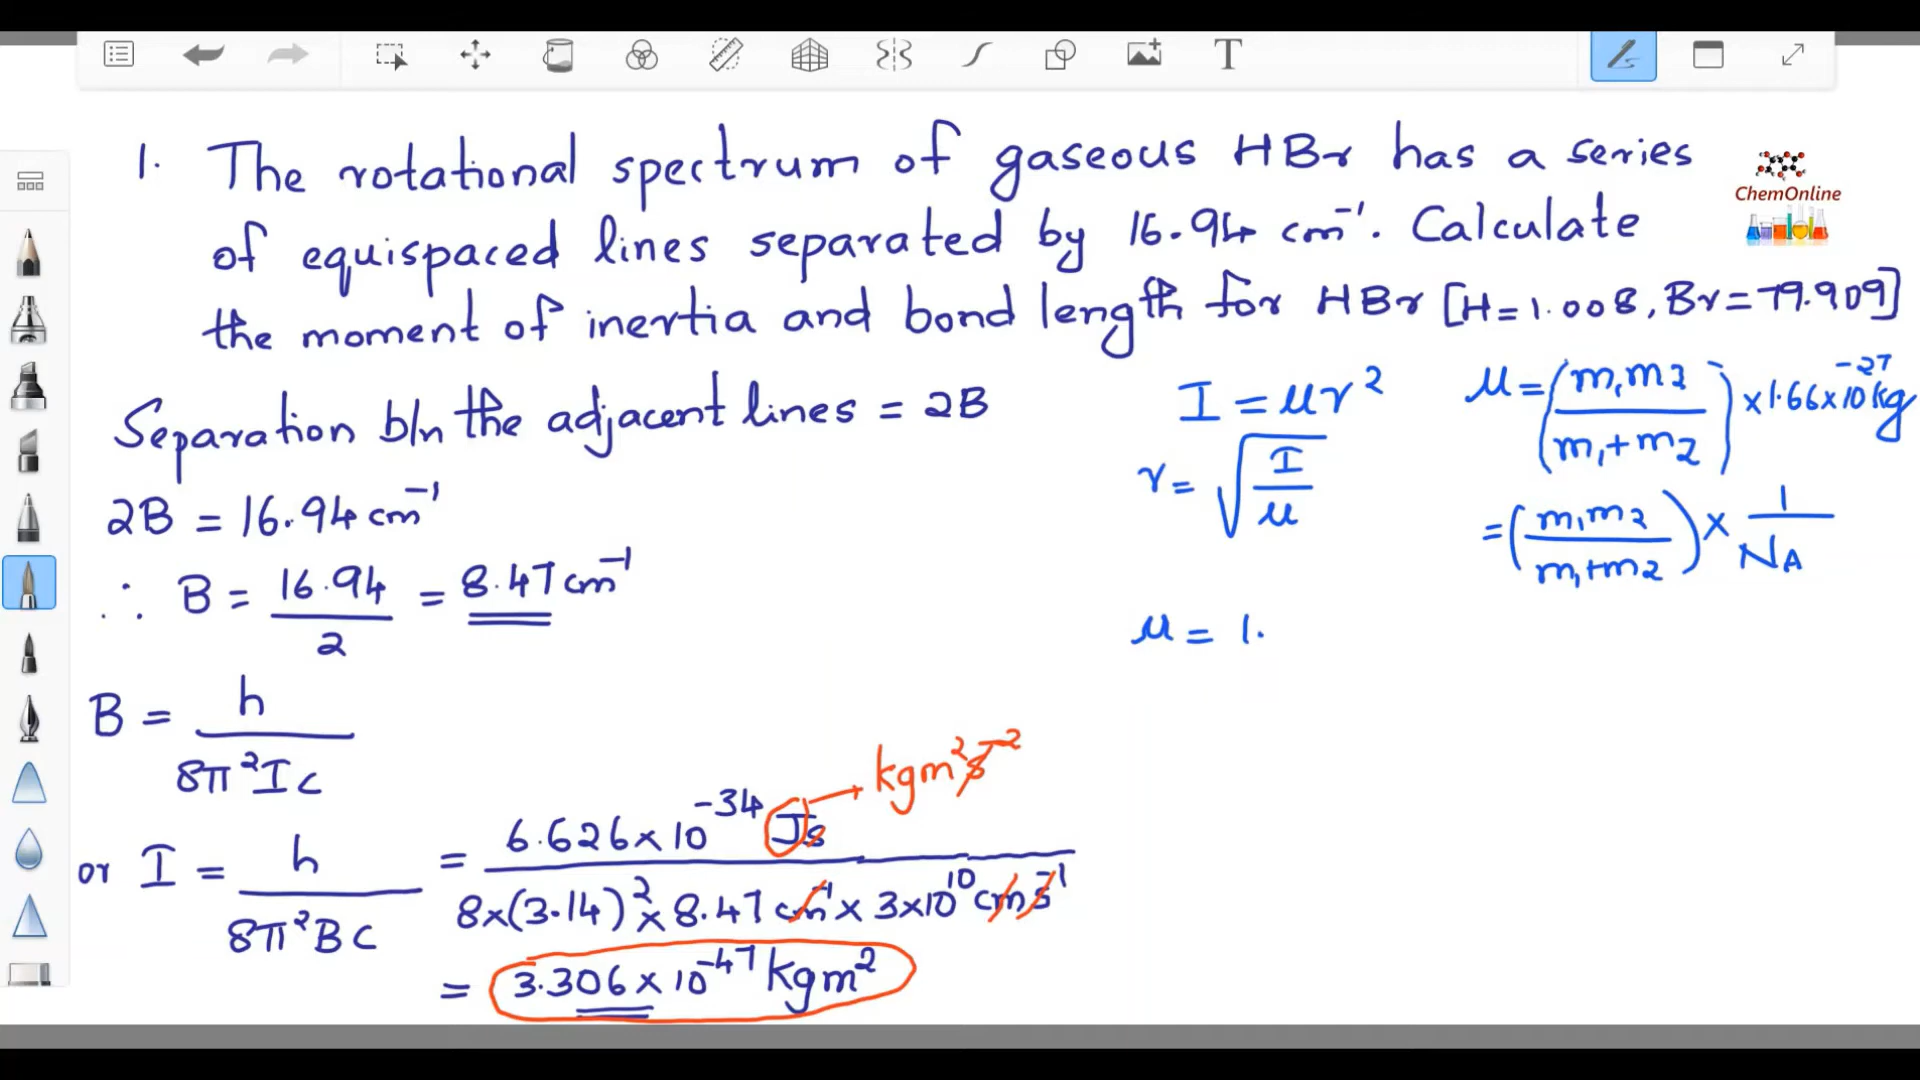 1. The rotational spectrum of gaseous HBr has a series
of equispaced lines separated by 16.94 cm⁻¹. Calculate
the moment of inertia and bond length for HBr [H=1.008, Br=79.909]
ChemOnline
Separation b/n the adjacent lines = 2B
2B = 16.94 cm⁻¹
∴ B = 16.94/2 = 8.47 cm⁻¹
B = h/8π²Ic
or I = h/8π²Bc = 6.626×10⁻³⁴ Js/8×(3.14)²×8.47 cm⁻¹×3×10¹⁰ cm s⁻¹
kgm²s⁻²
= 3.306×10⁻⁴⁷ kgm²
I = μr²
r = √(I/μ)
μ = (m₁m₂/m₁+m₂) ×1.66×10⁻²⁷ kg
= (m₁m₂/m₁+m₂) × 1/NA
μ = 1.
T